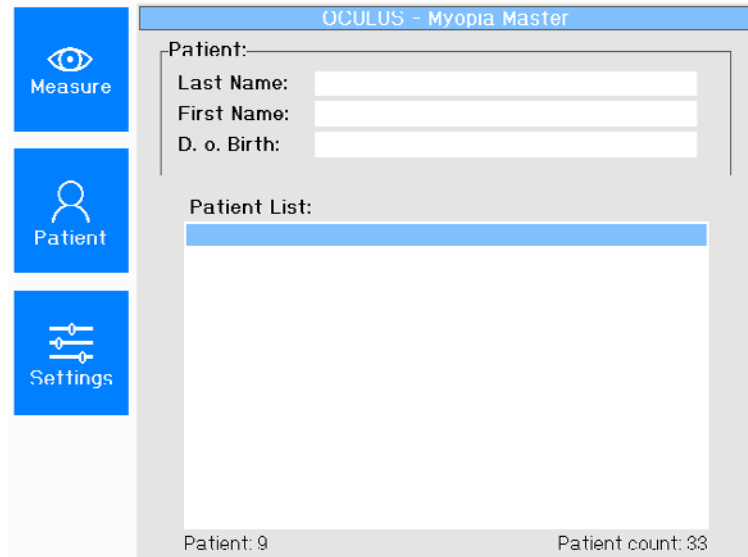 OCULUS - Myopia Master
Measure
Patient:
Last Name:
First Name:
D. o. Birth:
Patient
Patient List:
Settings
Patient: 9
Patient count: 33